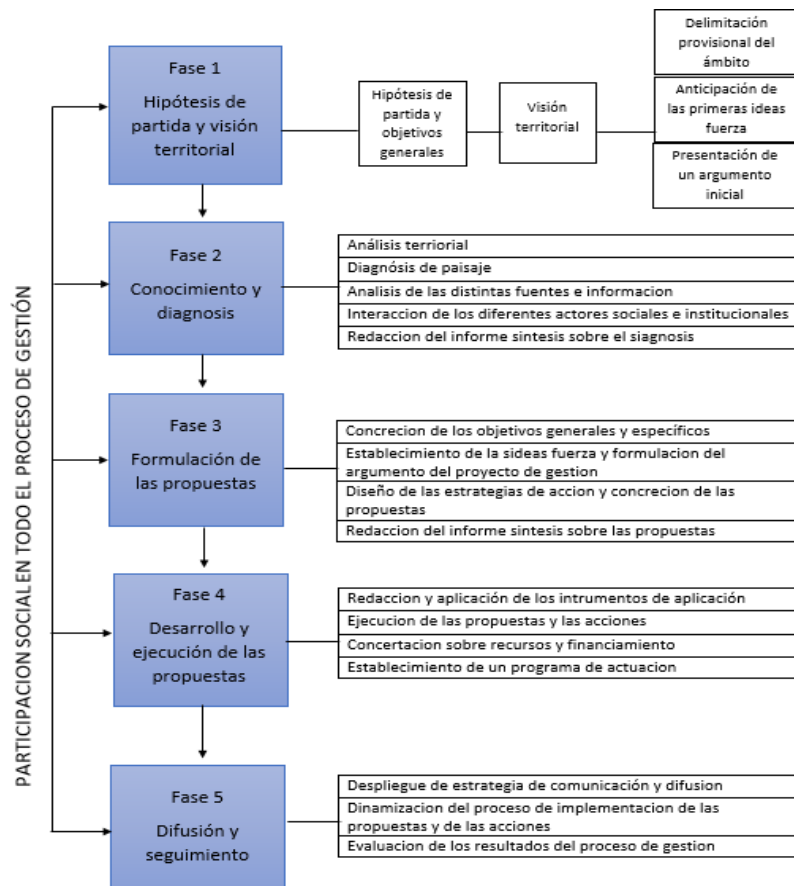 Fase 1
Hipótesis de
partida y visión
territorial
Hipótesis de
partida y
objetivos
generales
Visión
territorial
Delimitación
provisional del
ámbito
Anticipación de
las primeras ideas
fuerza
Presentación de
un argumento
inicial
Fase 2
Conocimiento y
diagnosis
Análisis terriorial
Diagnósis de paisaje
Analisis de las distintas fuentes e informacion
Interaccion de los diferentes actores sociales e institucionales
Redaccion del informe sintesis sobre el siagnosis
Fase 3
Formulación de
las propuestas
Concrecion de los objetivos generales y específicos
Establecimiento de la sideas fuerza y formulacion del
argumento del proyecto de gestion
Diseño de las estrategias de accion y concrecion de las
propuestas
Redaccion del informe sintesis sobre las propuestas
Fase 4
Desarrollo y
ejecución de las
propuestas
Redaccion y aplicación de los intrumentos de aplicación
Ejecucion de las propuestas y las acciones
Concertacion sobre recursos y financiamiento
Establecimiento de un programa de actuacion
Fase 5
Difusión y
seguimiento
Despliegue de estrategia de comunicación y difusion
Dinamizacion del proceso de implementacion de las
propuestas y de las acciones
Evaluacion de los resultados del proceso de gestion
PARTICIPACION SOCIAL EN TODO EL PROCESO DE GESTIÓN